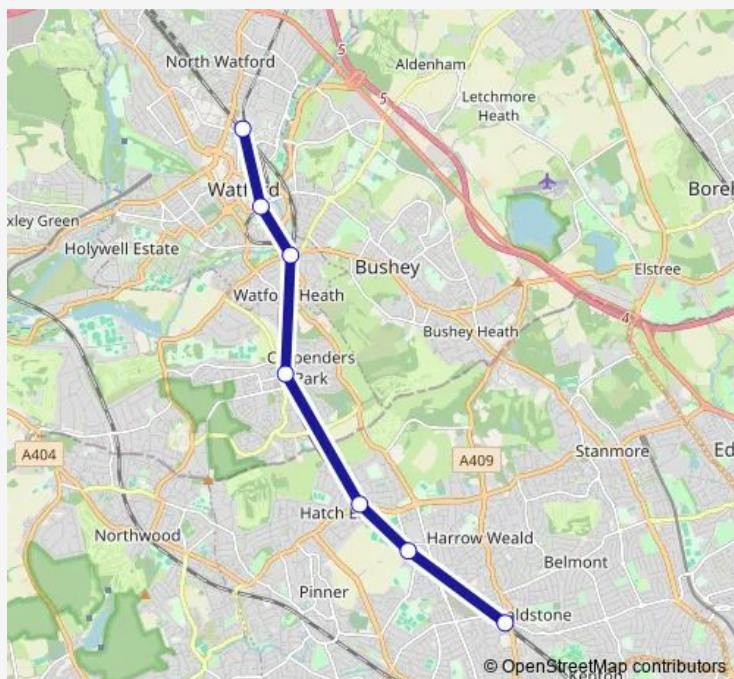 North Watford
5
Aldenham
5
Letchmore
Heath
Watford
Holywell Estate
Bushey
Elstree
Heath
Bushey Heath
4
Park
A404
A409
Stanmore
Hatch
Harrow Weald
Northwood
Belmont
Pinner
© OpenStreetMap contributors